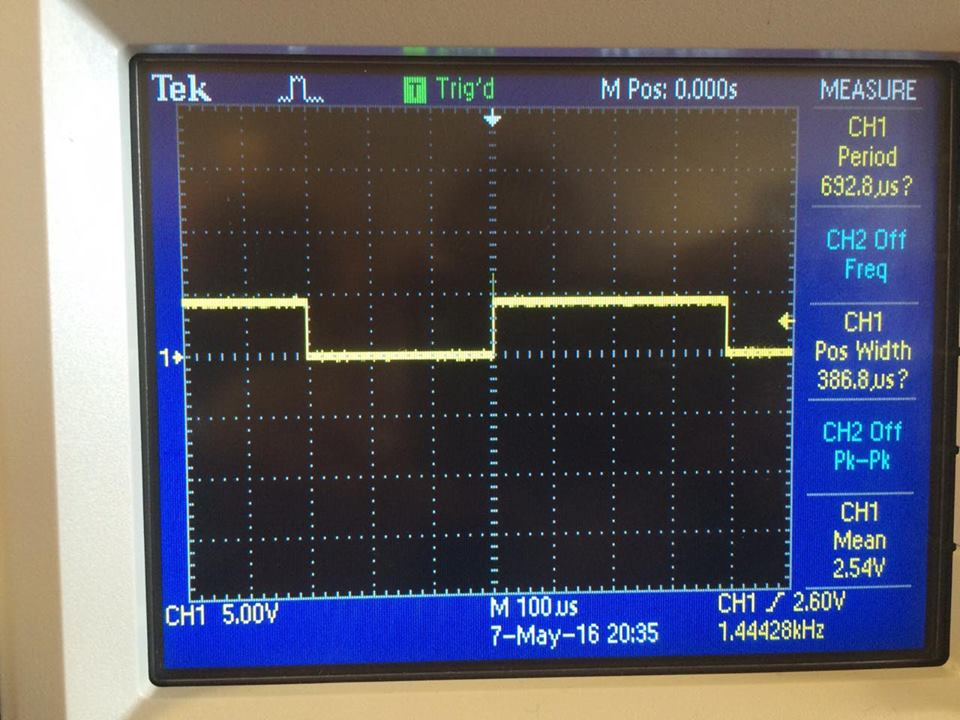 Tek T Trig'd M Pos: 0.000s MEASURE
CH1
Period
692.8µs?
CH2 Off
Freq
CH1
Pos Width
386.8µs?
CH2 Off
Pk-Pk
CH1
Mean
2.54V
1
CH1 5.00V M 100µs CH1 2.60V
7-May-16 20:35 1.44428kHz